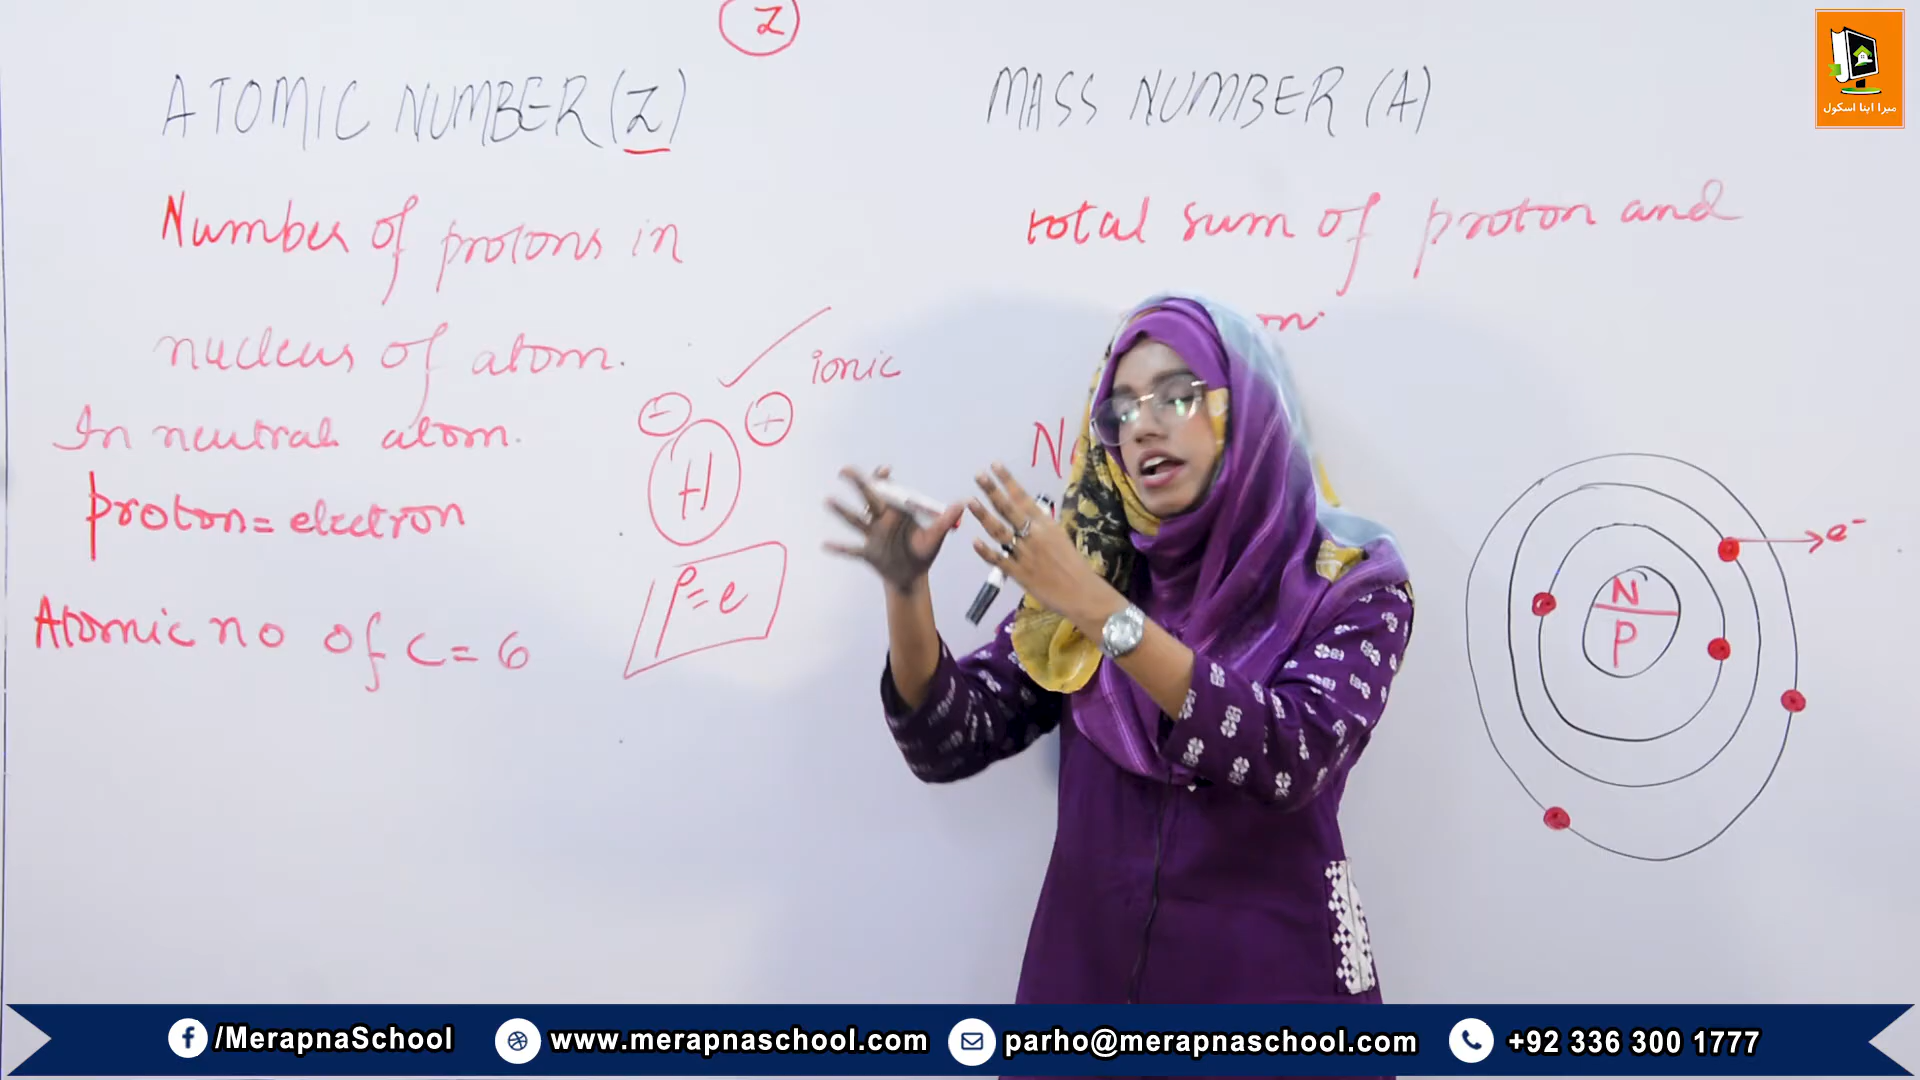 Z
ATOMIC NUMBER (Z)
Number of protons in
nucleus of atom.
In neutral atom.
proton = electron
Atomic no of C = 6
ionic
-
+
H
P = e
MASS NUMBER (A)
total sum of proton and
on.
N
P
e-
میرا اپنا اسکول
/MerapnaSchool
www.merapnaschool.com
parho@merapnaschool.com
+92 336 300 1777